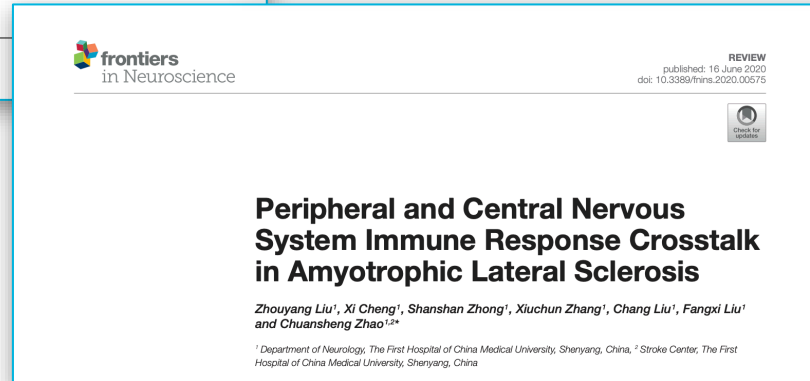 frontiers
in Neuroscience
REVIEW
published: 16 June 2020
doi: 10.3389/fnins.2020.00575
Check for
updates
Peripheral and Central Nervous
System Immune Response Crosstalk
in Amyotrophic Lateral Sclerosis
Zhouyang Liu¹, Xi Cheng¹, Shanshan Zhong¹, Xiuchun Zhang¹, Chang Liu¹, Fangxi Liu¹
and Chuansheng Zhao¹,²*
¹ Department of Neurology, The First Hospital of China Medical University, Shenyang, China, ² Stroke Center, The First
Hospital of China Medical University, Shenyang, China